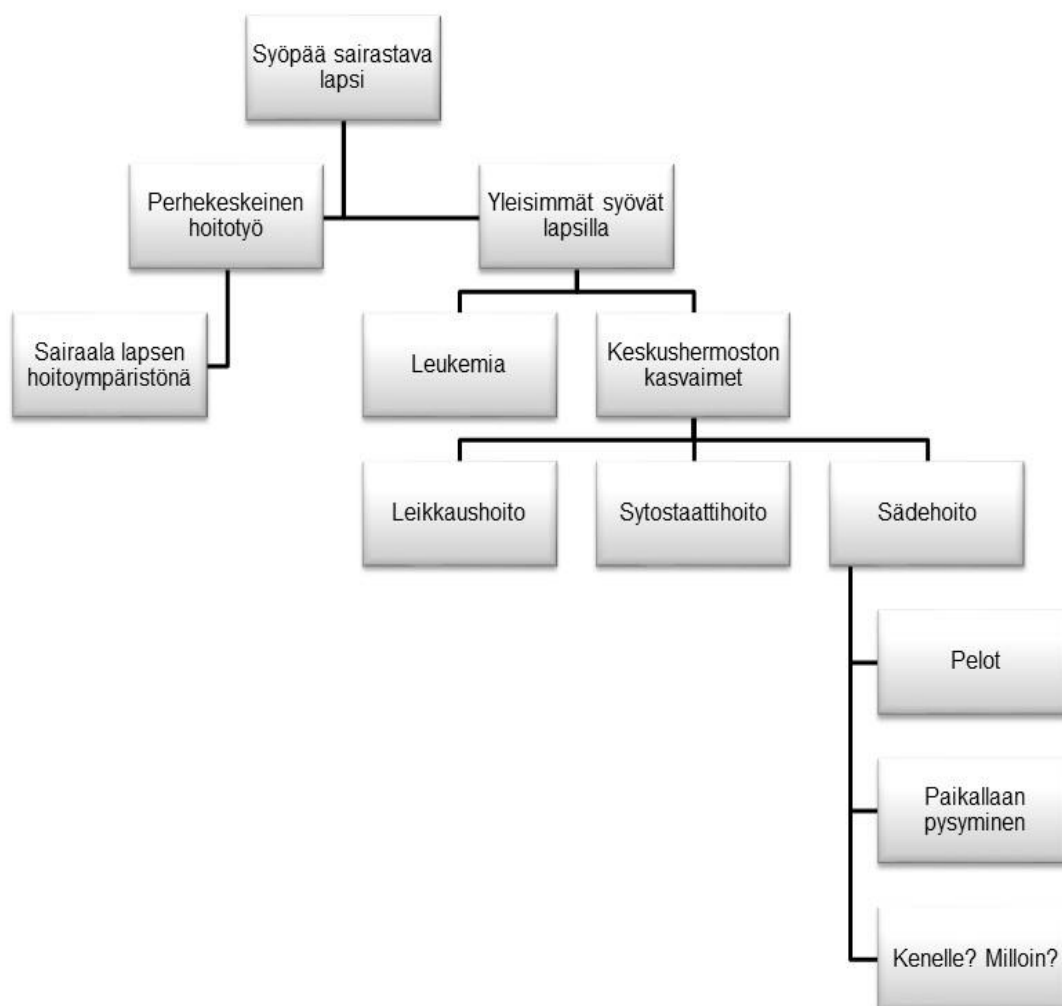 Syöpää sairastava
lapsi
Perhekeskeinen
hoitotyö
Yleisimmät syövät
lapsilla
Sairaala lapsen
hoitoympäristönä
Leukemia
Keskushermoston
kasvaimet
Leikkaushoito
Sytostaattihoito
Sädehoito
Pelot
Paikallaan
pysyminen
Kenelle? Milloin?